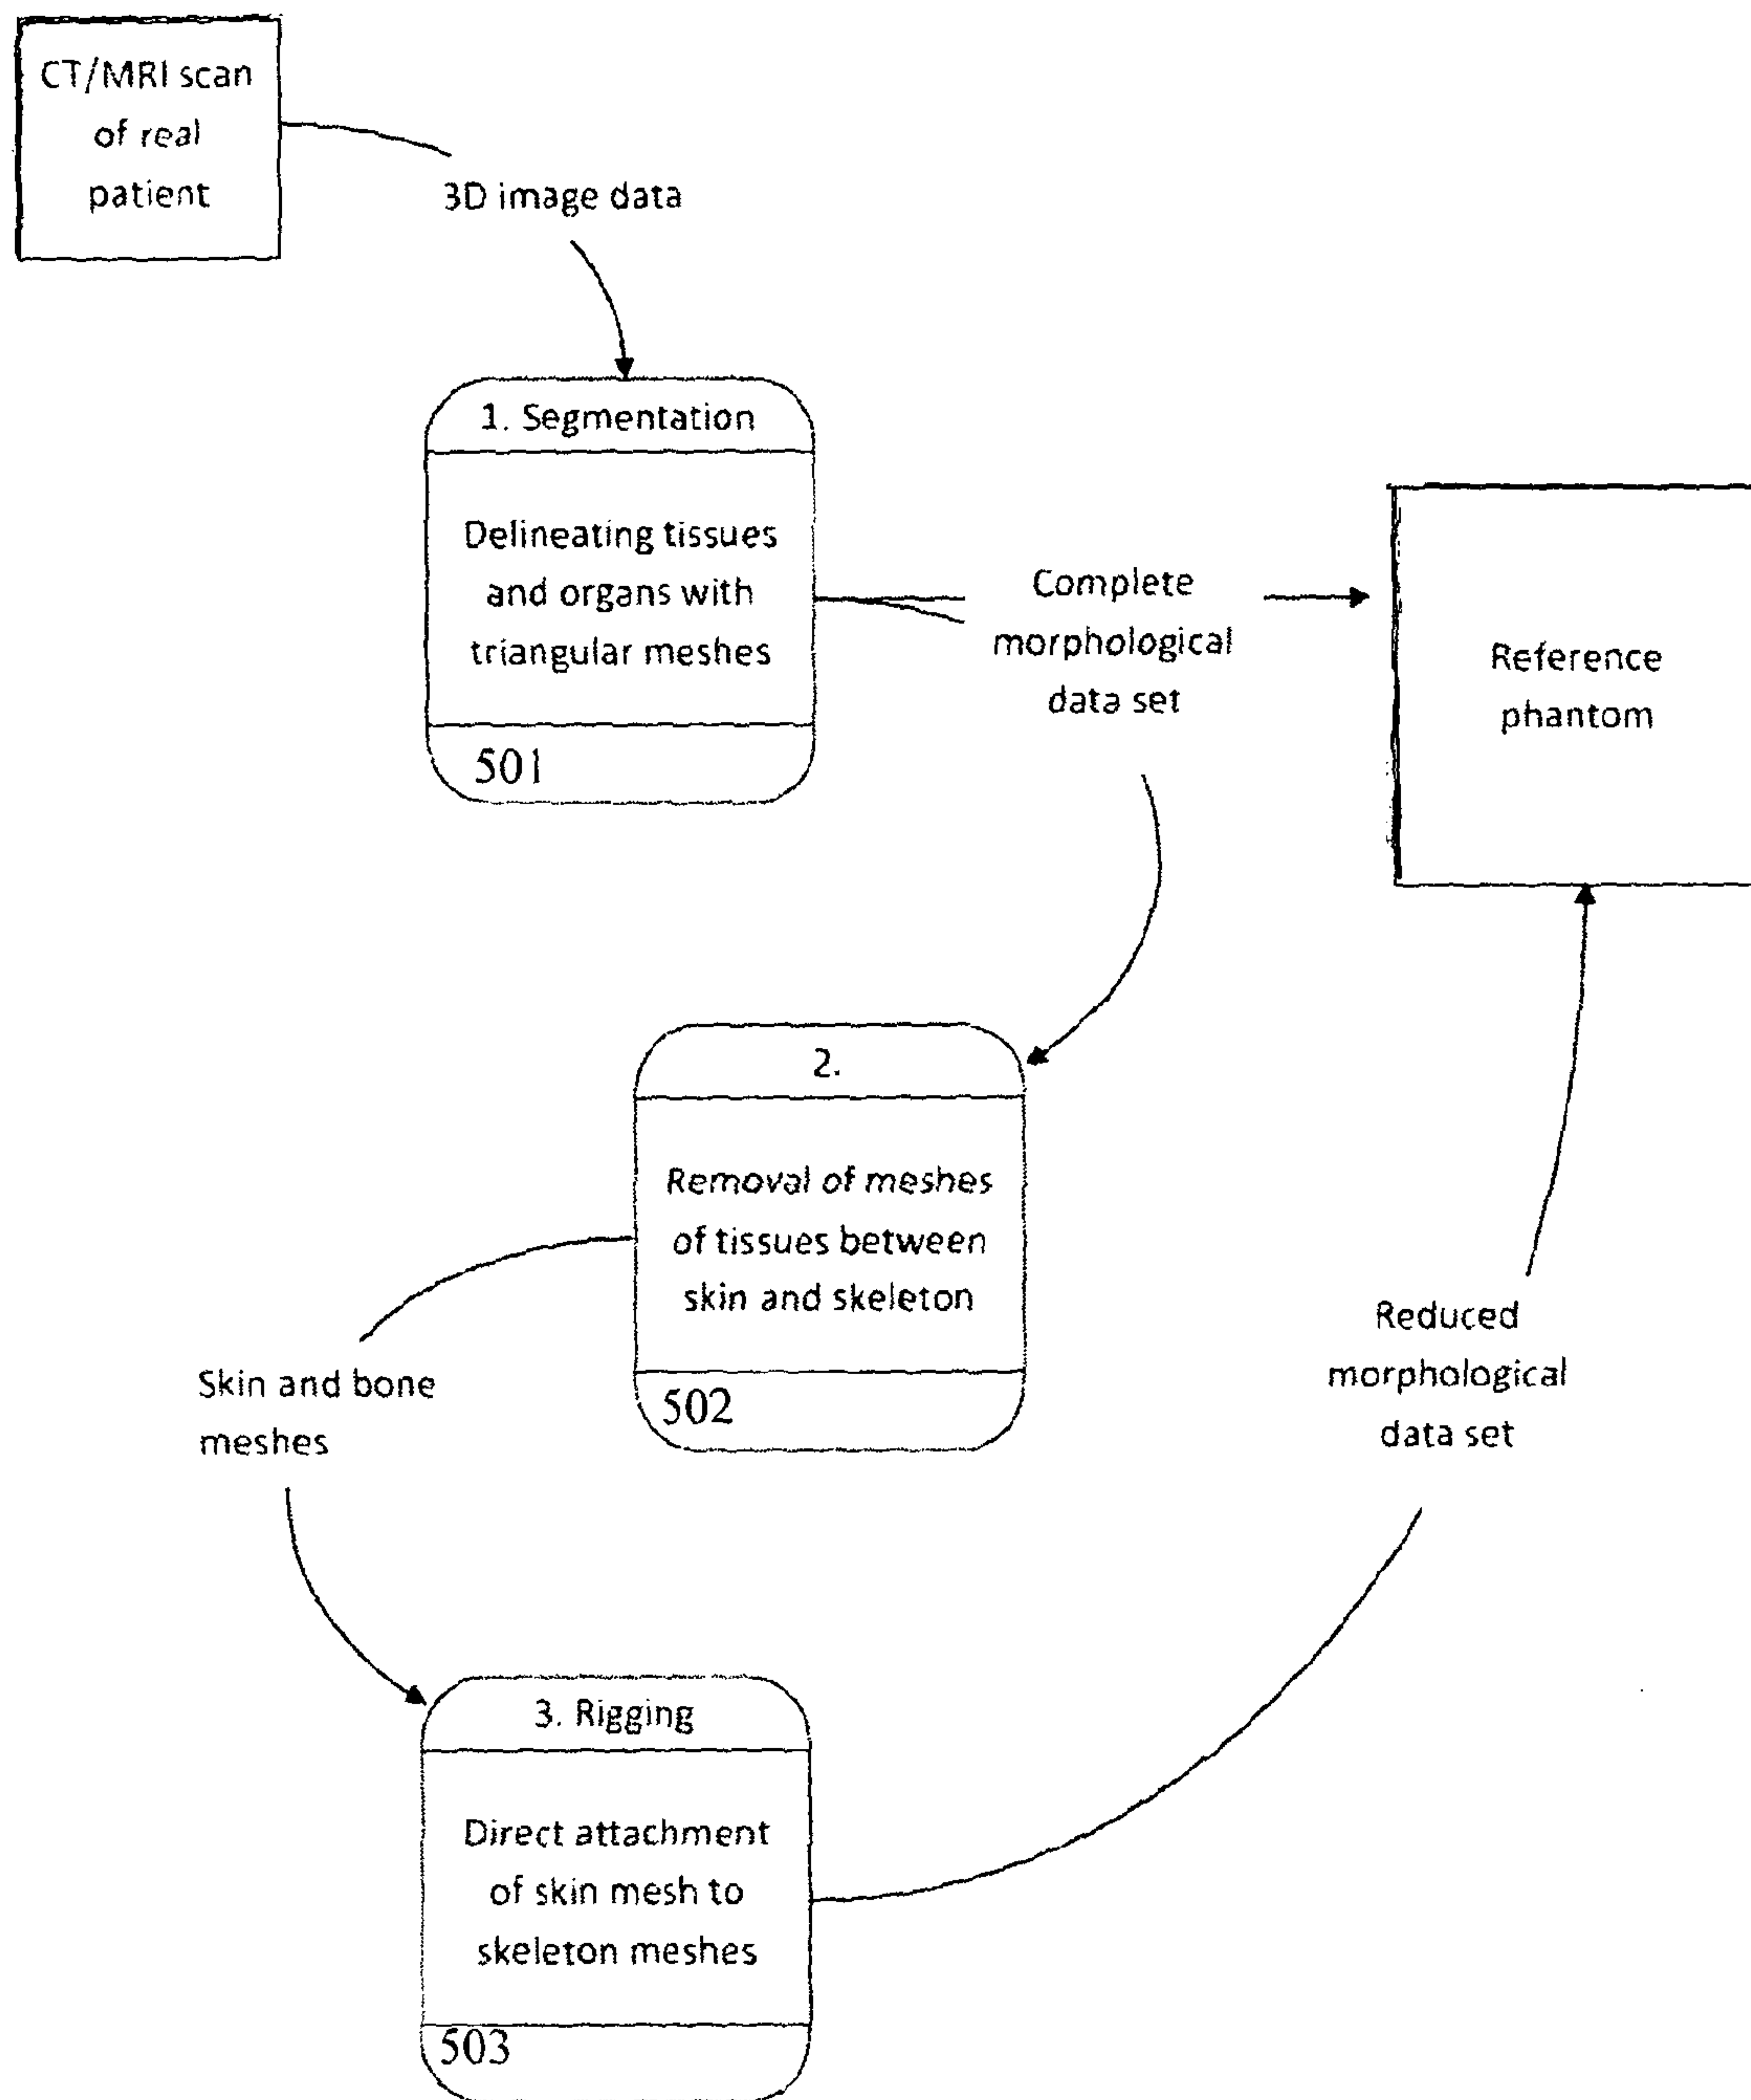 CT/MRI scan
of real
patient
3D image data
1. Segmentation
Delineating tissues
and organs with
triangular meshes
501
Complete
morphological
data set
Reference
phantom
2.
Removal of meshes
of tissues between
skin and skeleton
502
Skin and bone
meshes
Reduced
morphological
data set
3. Rigging
Direct attachment
of skin mesh to
skeleton meshes
503